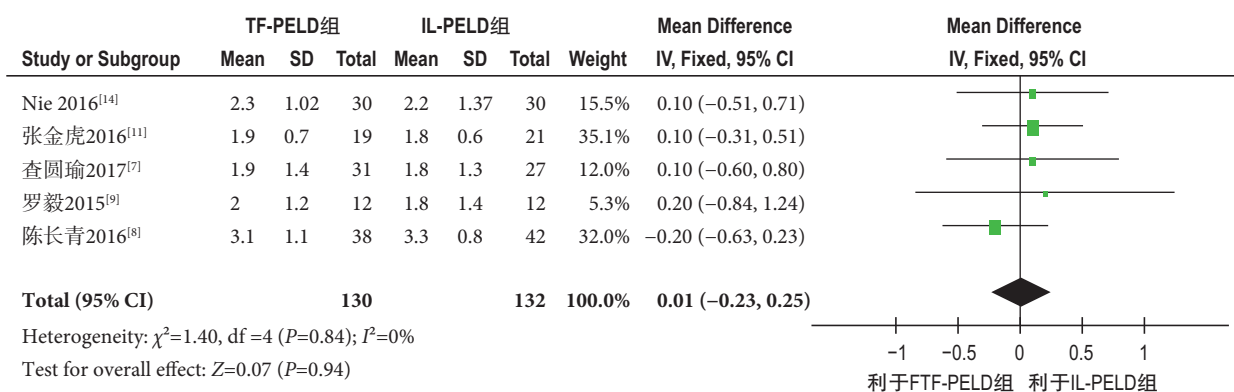 TF-PELD组 IL-PELD组 Mean Difference Mean Difference
Study or Subgroup Mean SD Total Mean SD Total Weight IV, Fixed, 95% CI IV, Fixed, 95% CI
Nie 2016[14] 2.3 1.02 30 2.2 1.37 30 15.5% 0.10 (−0.51, 0.71)
张金虎2016[11] 1.9 0.7 19 1.8 0.6 21 35.1% 0.10 (−0.31, 0.51)
查圆瑜2017[7] 1.9 1.4 31 1.8 1.3 27 12.0% 0.10 (−0.60, 0.80)
罗毅2015[9] 2 1.2 12 1.8 1.4 12 5.3% 0.20 (−0.84, 1.24)
陈长青2016[8] 3.1 1.1 38 3.3 0.8 42 32.0% −0.20 (−0.63, 0.23)
Total (95% CI) 130 132 100.0% 0.01 (−0.23, 0.25)
Heterogeneity: χ²=1.40, df =4 (P=0.84); I²=0%
Test for overall effect: Z=0.07 (P=0.94)
−1 −0.5 0 0.5 1
利于FTF-PELD组 利于IL-PELD组